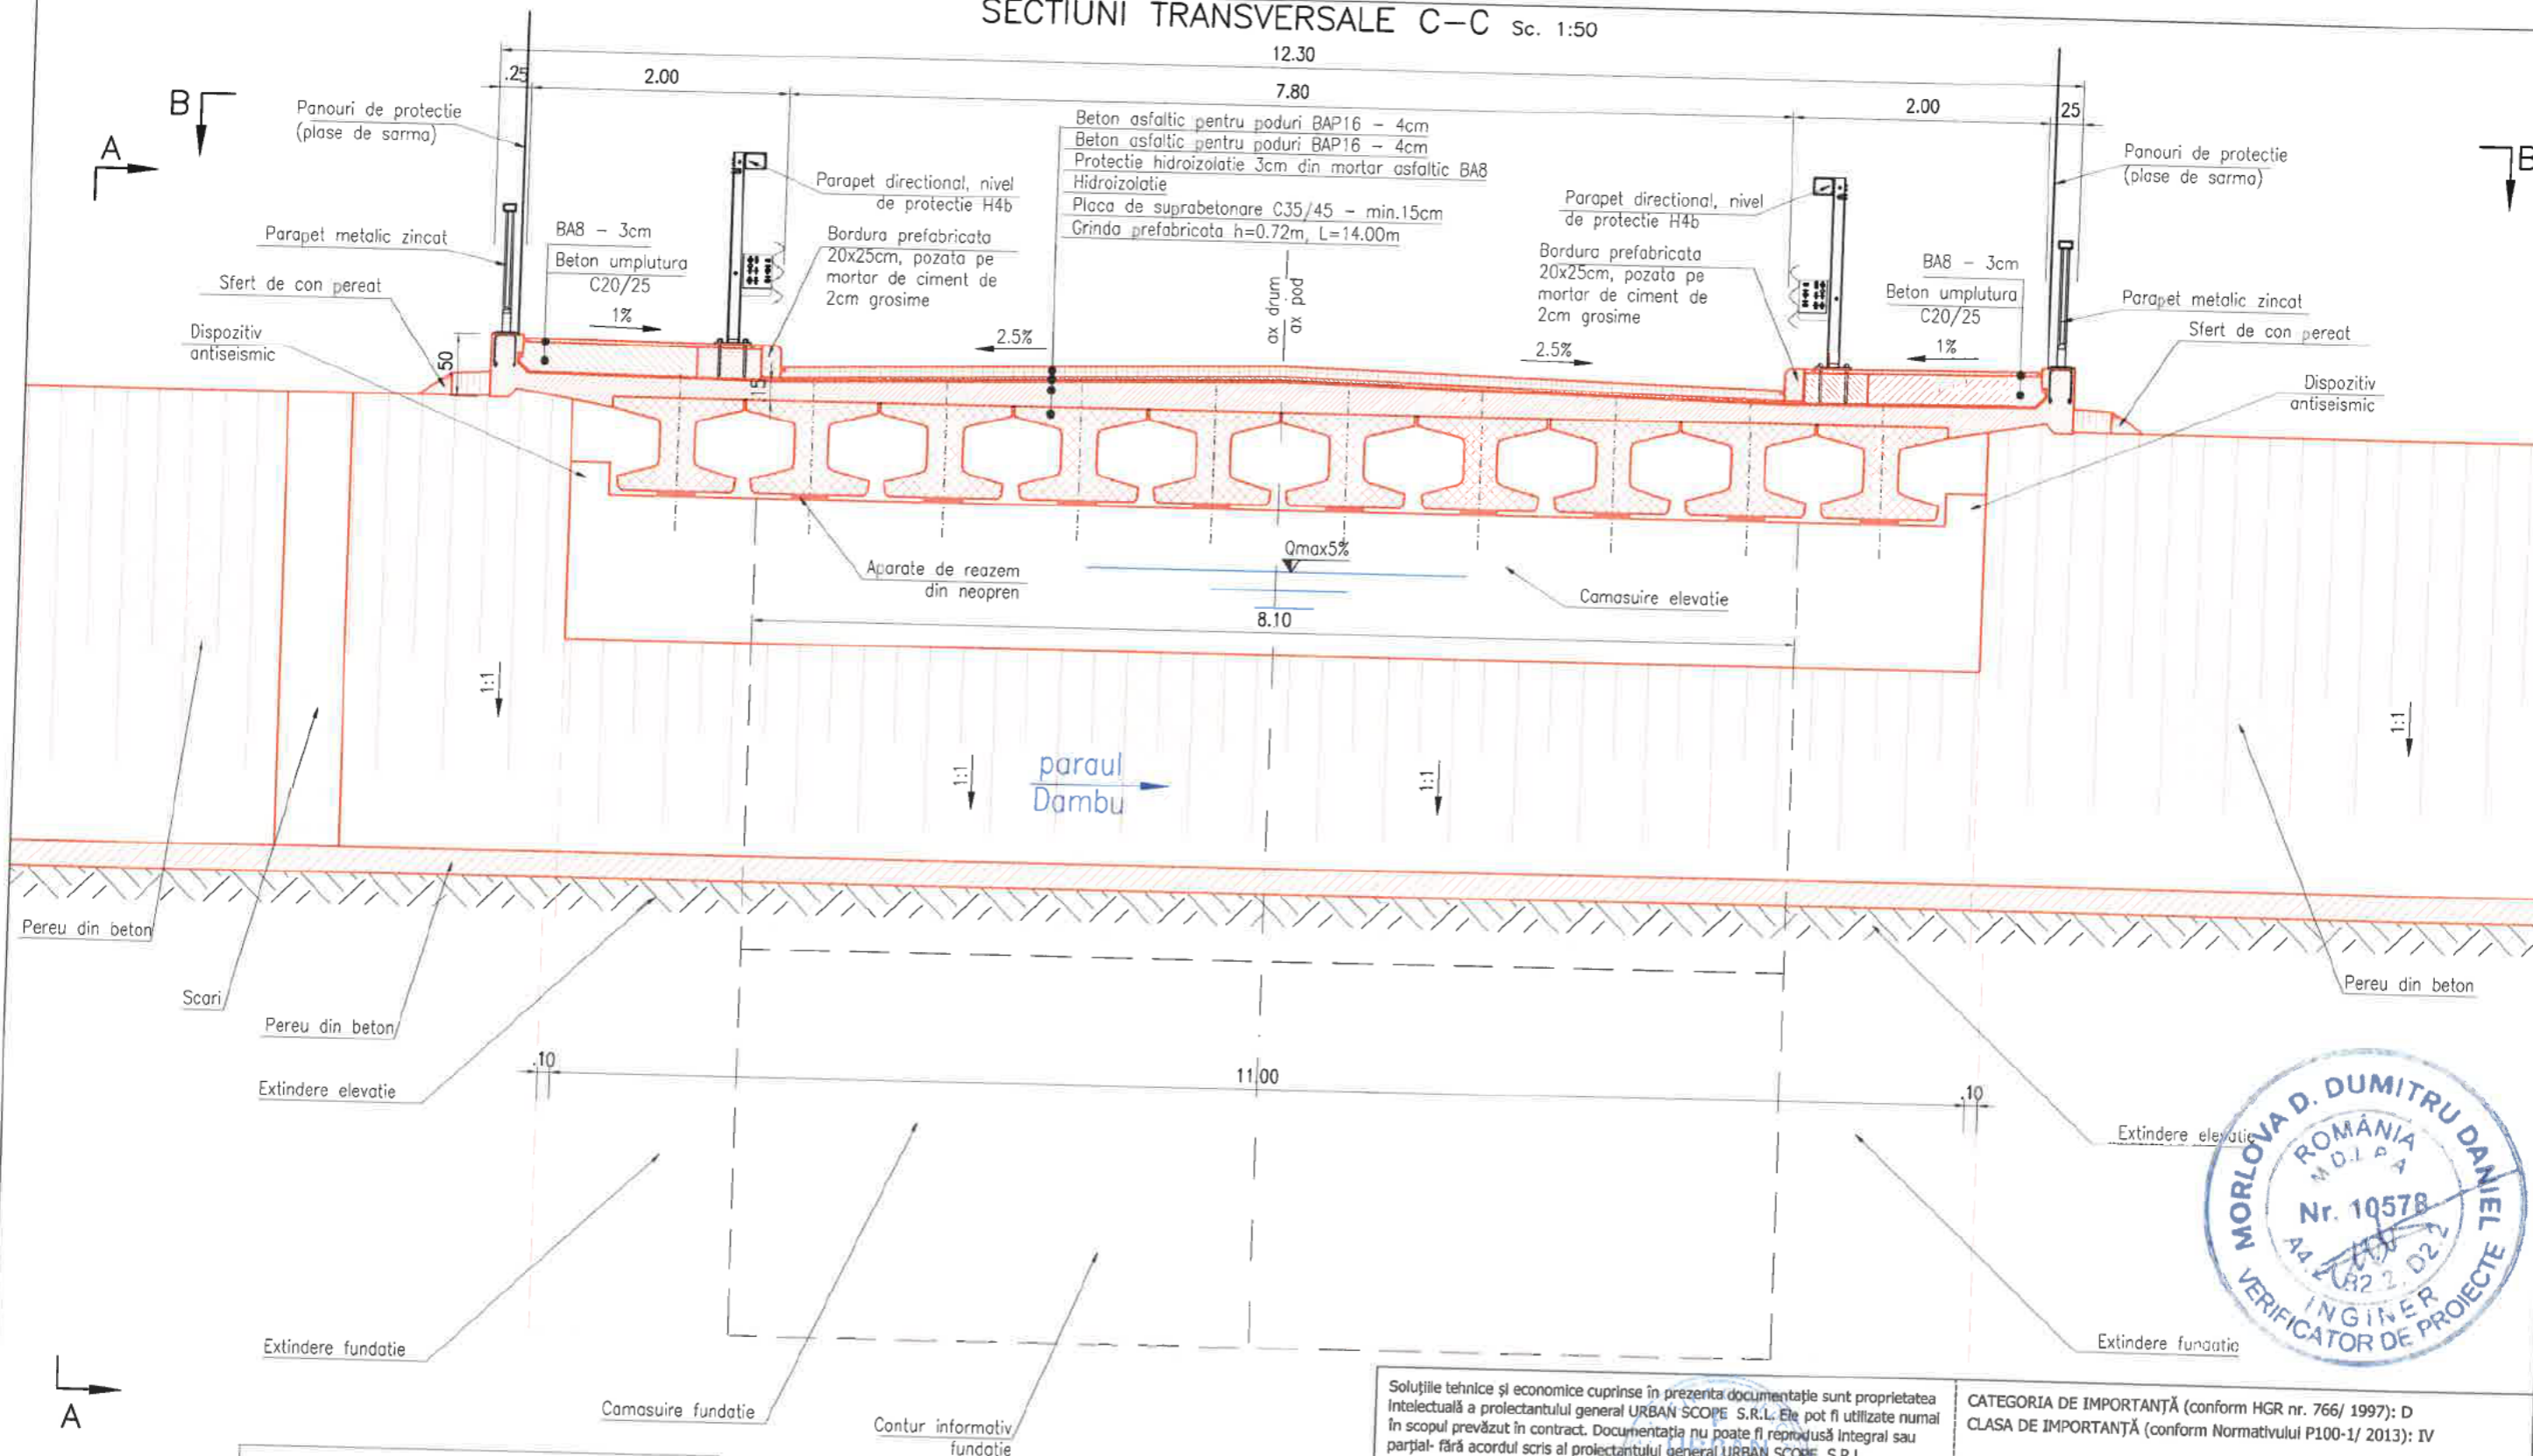 SECTIUNI TRANSVERSALE C-C Sc. 1:50
12.30
.25
2.00
7.80
2.00
25
B
A
B
Panouri de protectie
(plase de sarma)
Parapet metalic zincat
Sfert de con pereat
Dispozitiv
antiseismic
50
BA8 - 3cm
Beton umplutura
C20/25
1%
Parapet directional, nivel
de protectie H4b
Bordura prefabricata
20x25cm, pozata pe
mortar de ciment de
2cm grosime
2.5%
15
Beton asfaltic pentru poduri BAP16 - 4cm
Beton asfaltic pentru poduri BAP16 - 4cm
Protectie hidroizolatie 3cm din mortar asfaltic BA8
Hidroizolatie
Placa de suprabetonare C35/45 - min.15cm
Grinda prefabricata h=0.72m, L=14.00m
ax drum
ax pod
2.5%
Parapet directional, nivel
de protectie H4b
Bordura prefabricata
20x25cm, pozata pe
mortar de ciment de
2cm grosime
BA8 - 3cm
Beton umplutura
C20/25
1%
Panouri de protectie
(plase de sarma)
Parapet metalic zincat
Sfert de con pereat
Dispozitiv
antiseismic
Aparate de reazem
din neopren
Qmax5%
Camasuire elevatie
8.10
1:1
1:1
1:1
1:1
paraul
Dambu
Pereu din beton
Scari
Pereu din beton
Extindere elevatie
Pereu din beton
.10
11.00
.10
Extindere elevatie
Extindere fundatie
Camasuire fundatie
Contur informativ
fundatie
Extindere fundatie
A
MORLOVA D. DUMITRU DANIEL
ROMÂNIA
Nr. 10578
INGINER
VERIFICATOR DE PROIECTE
Soluțiile tehnice și economice cuprinse în prezenta documentație sunt proprietatea
intelectuală a proiectantului general URBAN SCOPE S.R.L. Ele pot fi utilizate numai
în scopul prevăzut în contract. Documentația nu poate fi reprodusă integral sau
parțial- fără acordul scris al proiectantului general URBAN SCOPE S.R.L.
CATEGORIA DE IMPORTANȚĂ (conform HGR nr. 766/ 1997): D
CLASA DE IMPORTANȚĂ (conform Normativului P100-1/ 2013): IV